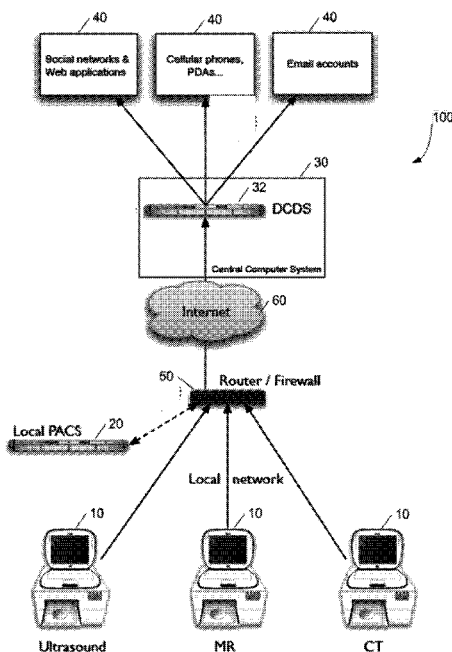 40
40
40
Social networks &
Web applications
Cellular phones,
PDAs...
Email accounts
100
30
32
DCDS
Central Computer System
60
Internet
50
Router / Firewall
Local PACS
20
Local network
10
10
10
Ultrasound
MR
CT